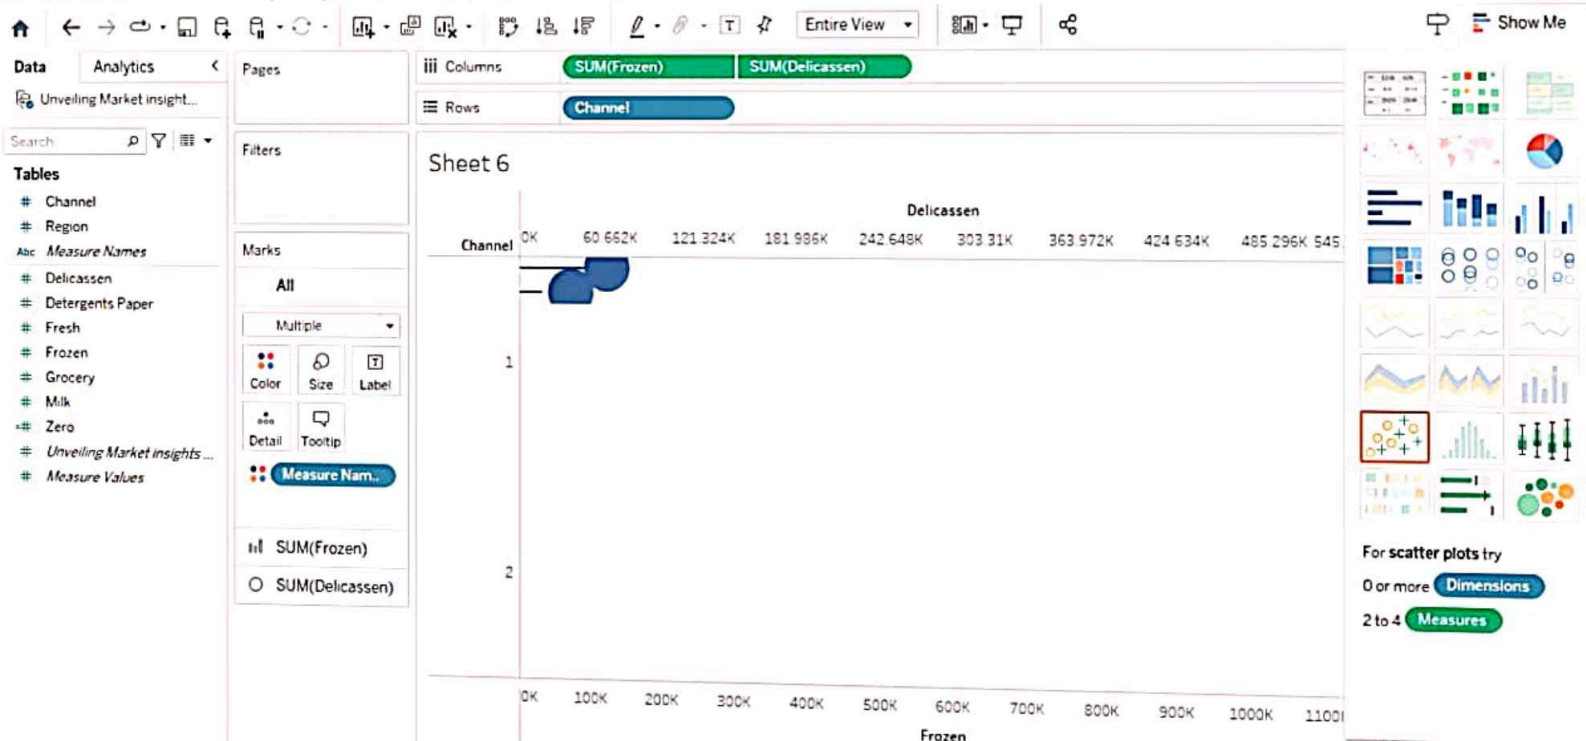 Entire View
Show Me
Data
Analytics
Pages
Columns
SUM(Frozen)
SUM(Delicassen)
Unveiling Market insight...
Rows
Channel
Search
Filters
Sheet 6
Tables
Channel
Region
Abc Measure Names
Delicassen
Detergents Paper
Fresh
Frozen
Grocery
Milk
Zero
Unveiling Market insights ...
Measure Values
Marks
All
Multiple
Color
Size
Label
Detail
Tooltip
Measure Nam..
SUM(Frozen)
SUM(Delicassen)
Delicassen
Channel
0K 60 662K 121 324K 181 986K 242 648K 303 31K 363 972K 424 634K 485 296K 545
1
2
0K 100K 200K 300K 400K 500K 600K 700K 800K 900K 1000K 1100
Frozen
For scatter plots try
0 or more Dimensions
2 to 4 Measures